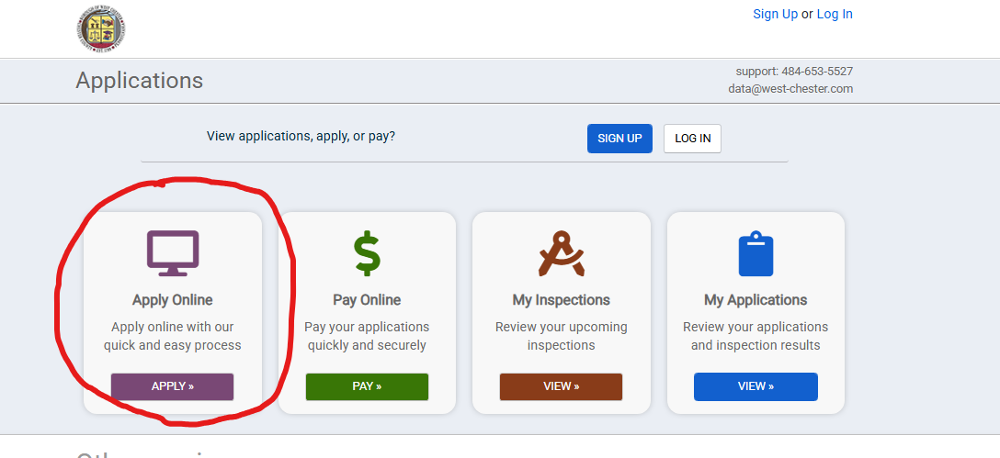 Sign Up or Log In
Applications
support: 484-653-5527
data@west-chester.com
View applications, apply, or pay?
SIGN UP
LOG IN
Apply Online
Apply online with our
quick and easy process
APPLY »
Pay Online
Pay your applications
quickly and securely
PAY »
My Inspections
Review your upcoming
inspections
VIEW »
My Applications
Review your applications
and inspection results
VIEW »